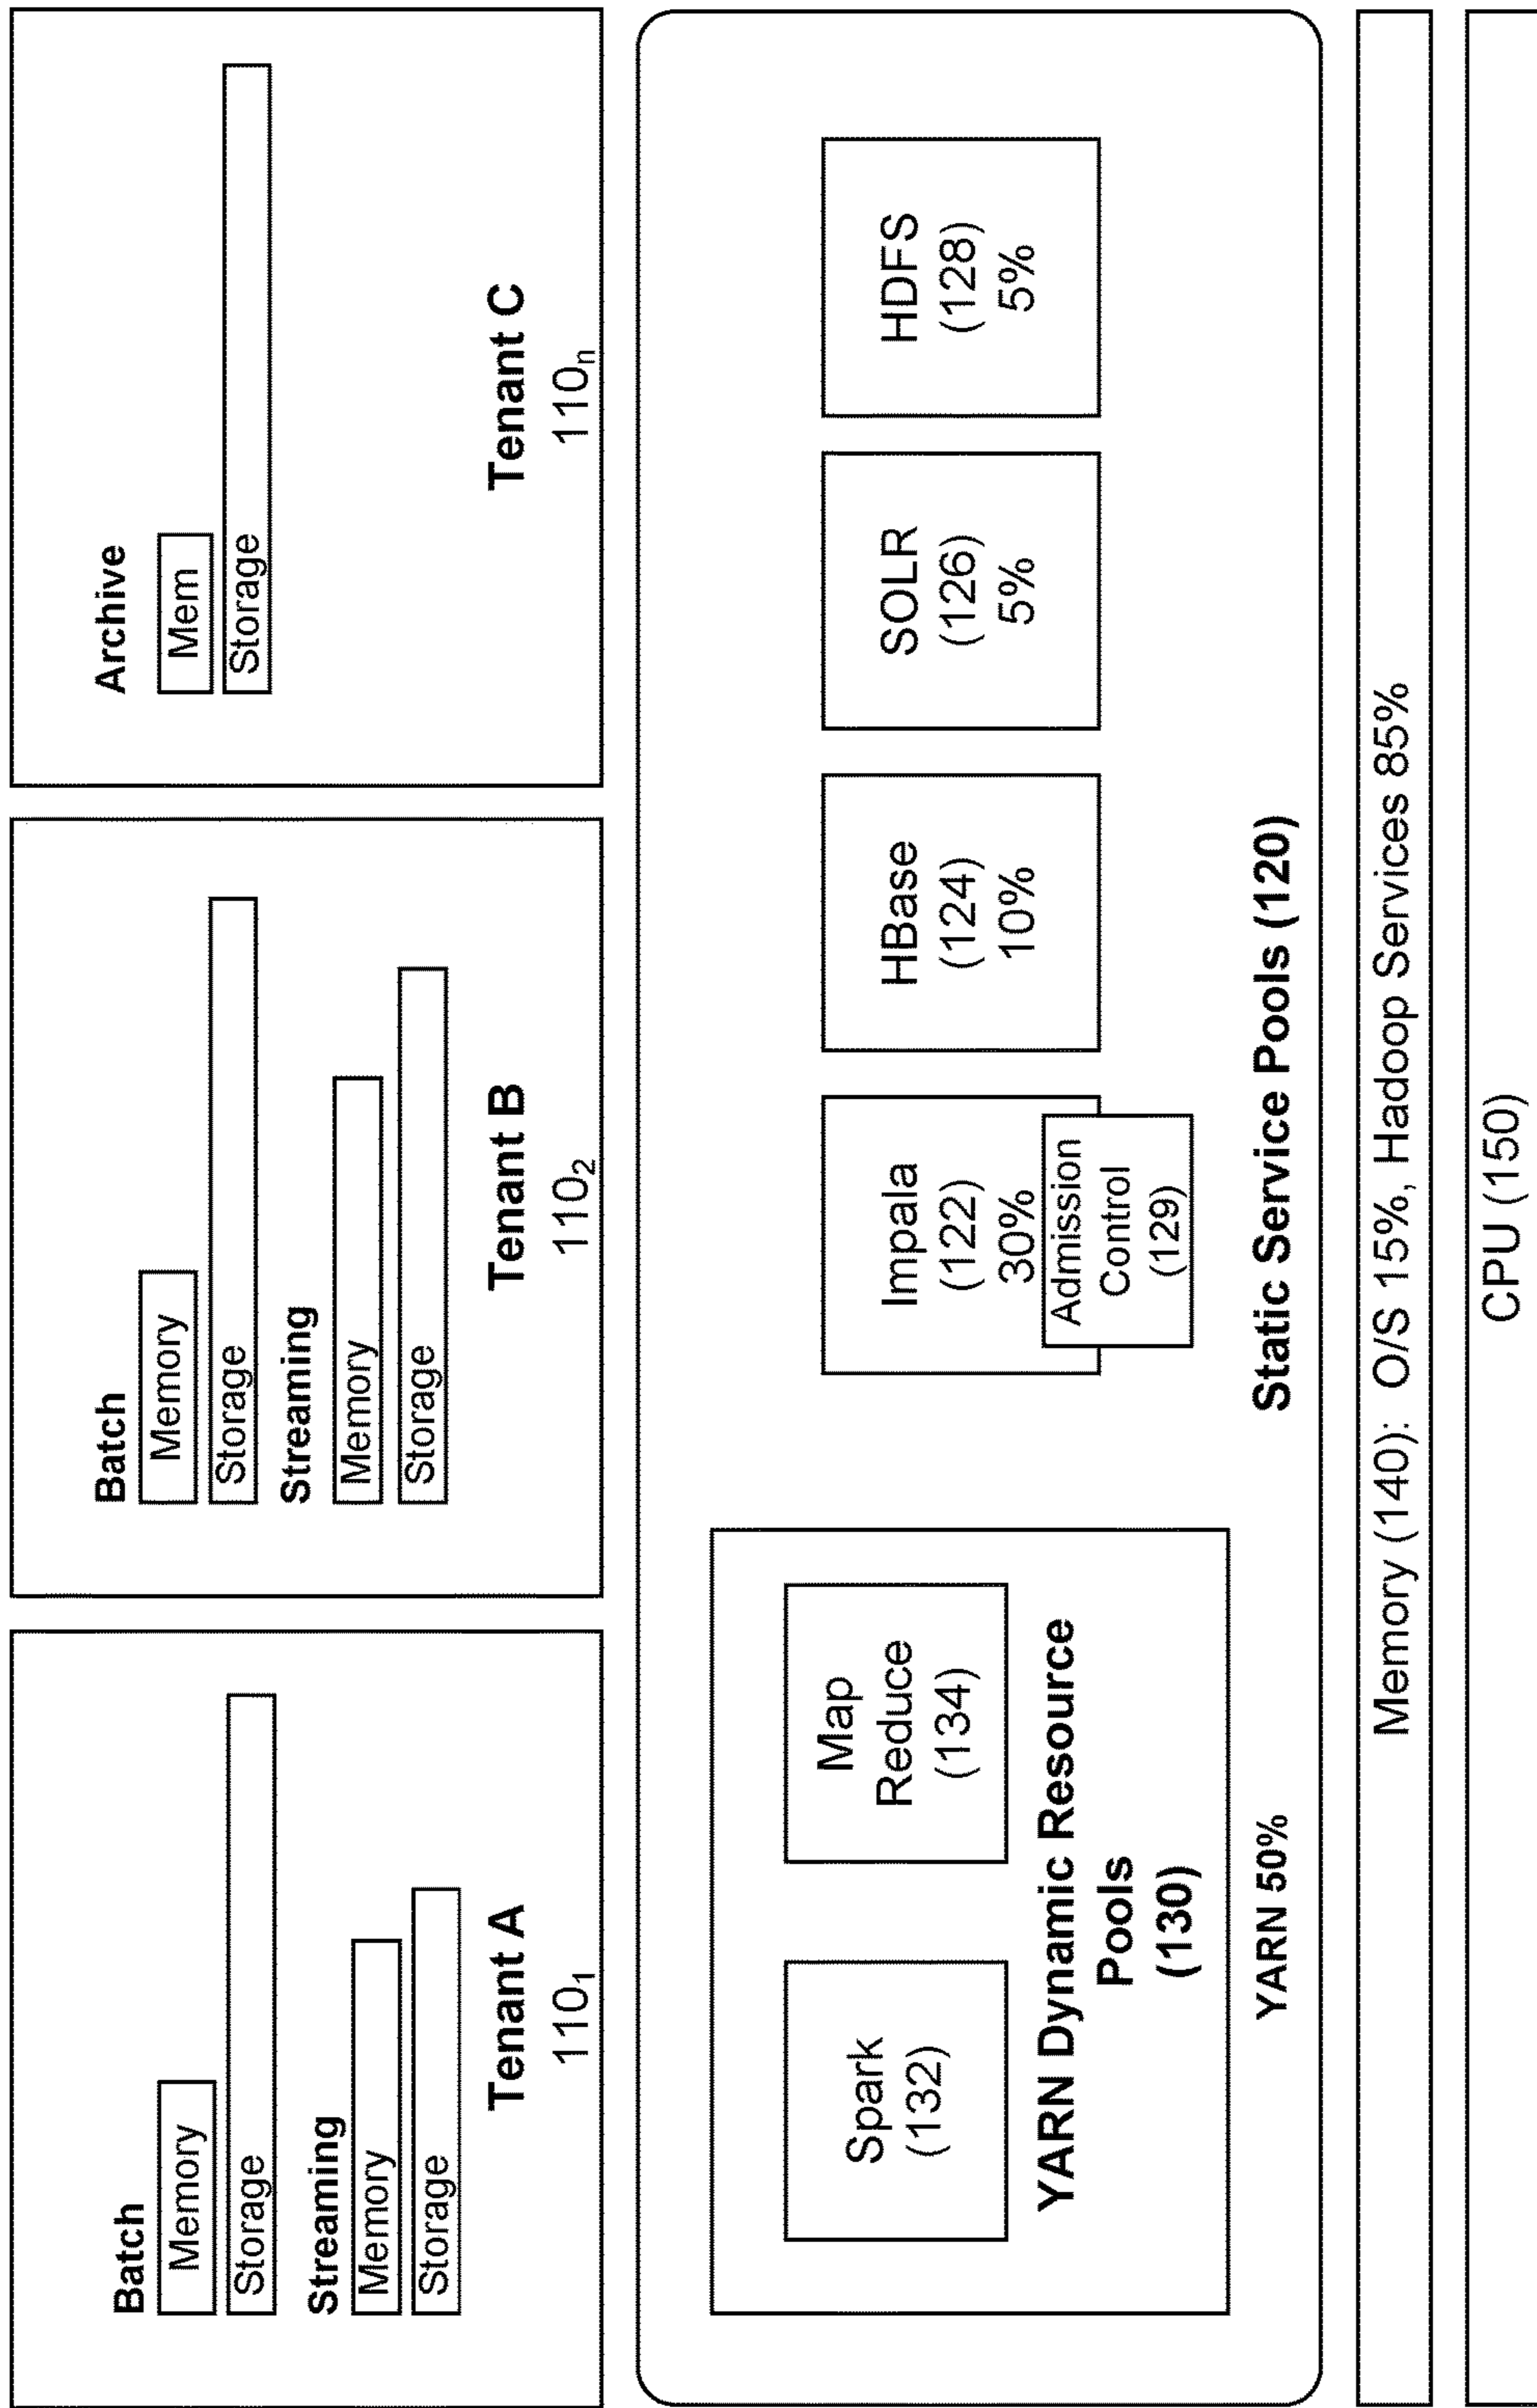 Batch
Memory
Storage
Streaming
Memory
Storage
Tenant A
110₁
Batch
Memory
Storage
Streaming
Memory
Storage
Tenant B
110₂
Archive
Mem
Storage
Tenant C
110ₙ
Spark
(132)
Map
Reduce
(134)
YARN Dynamic Resource
Pools
(130)
YARN 50%
Impala
(122)
30%
Admission
Control
(129)
HBase
(124)
10%
SOLR
(126)
5%
HDFS
(128)
5%
Static Service Pools (120)
Memory (140): O/S 15%, Hadoop Services 85%
CPU (150)